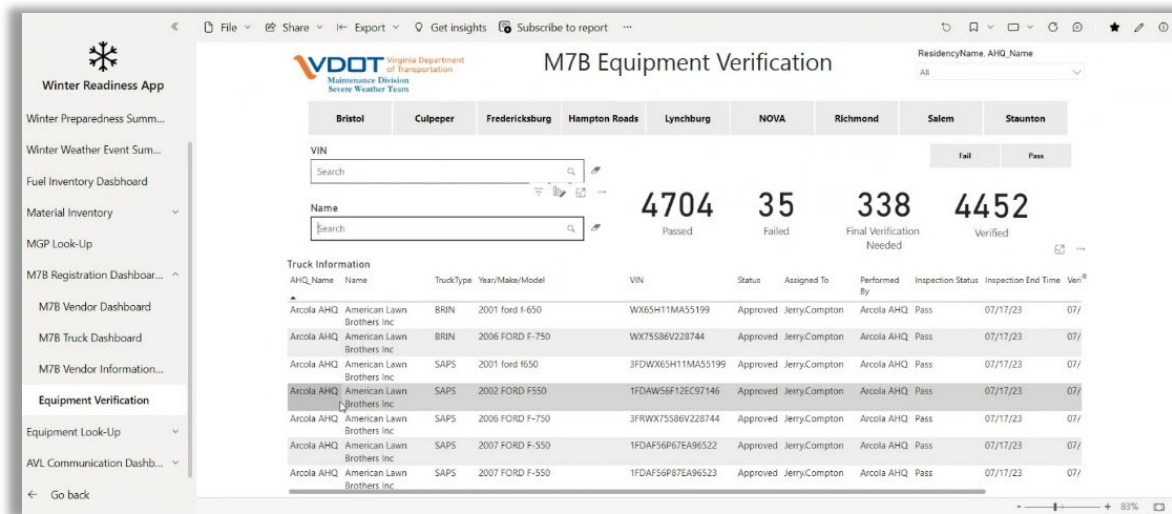 File Share Export Get insights Subscribe to report ...
Winter Readiness App
Winter Preparedness Summ...
Winter Weather Event Sum...
Fuel Inventory Dasbhoard
Material Inventory
MGP Look-Up
M7B Registration Dashboar...
M7B Vendor Dashboard
M7B Truck Dashboard
M7B Vendor Information...
Equipment Verification
Equipment Look-Up
AVL Communication Dashb...
Go back
VDOT Virginia Department
of Transportation
Maintenance Division
Severe Weather Team
M7B Equipment Verification
ResidencyName, AHQ_Name
All
Bristol Culpeper Fredericksburg Hampton Roads Lynchburg NOVA Richmond Salem Staunton
Fail Pass
VIN
Search
Name
Search
4704 35 338 4452
Passed Failed Final Verification Verified
Needed
Truck Information
AHQ_Name Name TruckType Year/Make/Model VIN Status Assigned To Performed Inspection Status Inspection End Time Veri
By
Arcola AHQ American Lawn BRIN 2001 ford f-650 WX65H11MA55199 Approved Jerry.Compton Arcola AHQ Pass 07/17/23 07/
Brothers Inc
Arcola AHQ American Lawn BRIN 2006 FORD F-750 WX75S86V228744 Approved Jerry.Compton Arcola AHQ Pass 07/17/23 07/
Brothers Inc
Arcola AHQ American Lawn SAPS 2001 ford f650 3FDWX65H11MA55199 Approved Jerry.Compton Arcola AHQ Pass 07/17/23 07/
Brothers Inc
Arcola AHQ American Lawn SAPS 2002 FORD F550 1FDAW56F12EC97146 Approved Jerry.Compton Arcola AHQ Pass 07/17/23 07/
Brothers Inc
Arcola AHQ American Lawn SAPS 2006 FORD F-750 3FRWX75S86V228744 Approved Jerry.Compton Arcola AHQ Pass 07/17/23 07/
Brothers Inc
Arcola AHQ American Lawn SAPS 2007 FORD F-550 1FDAF56P67EA96522 Approved Jerry.Compton Arcola AHQ Pass 07/17/23 07/
Brothers Inc
Arcola AHQ American Lawn SAPS 2007 FORD F-550 1FDAF56P87EA96523 Approved Jerry.Compton Arcola AHQ Pass 07/17/23 07/
Brothers Inc
83%